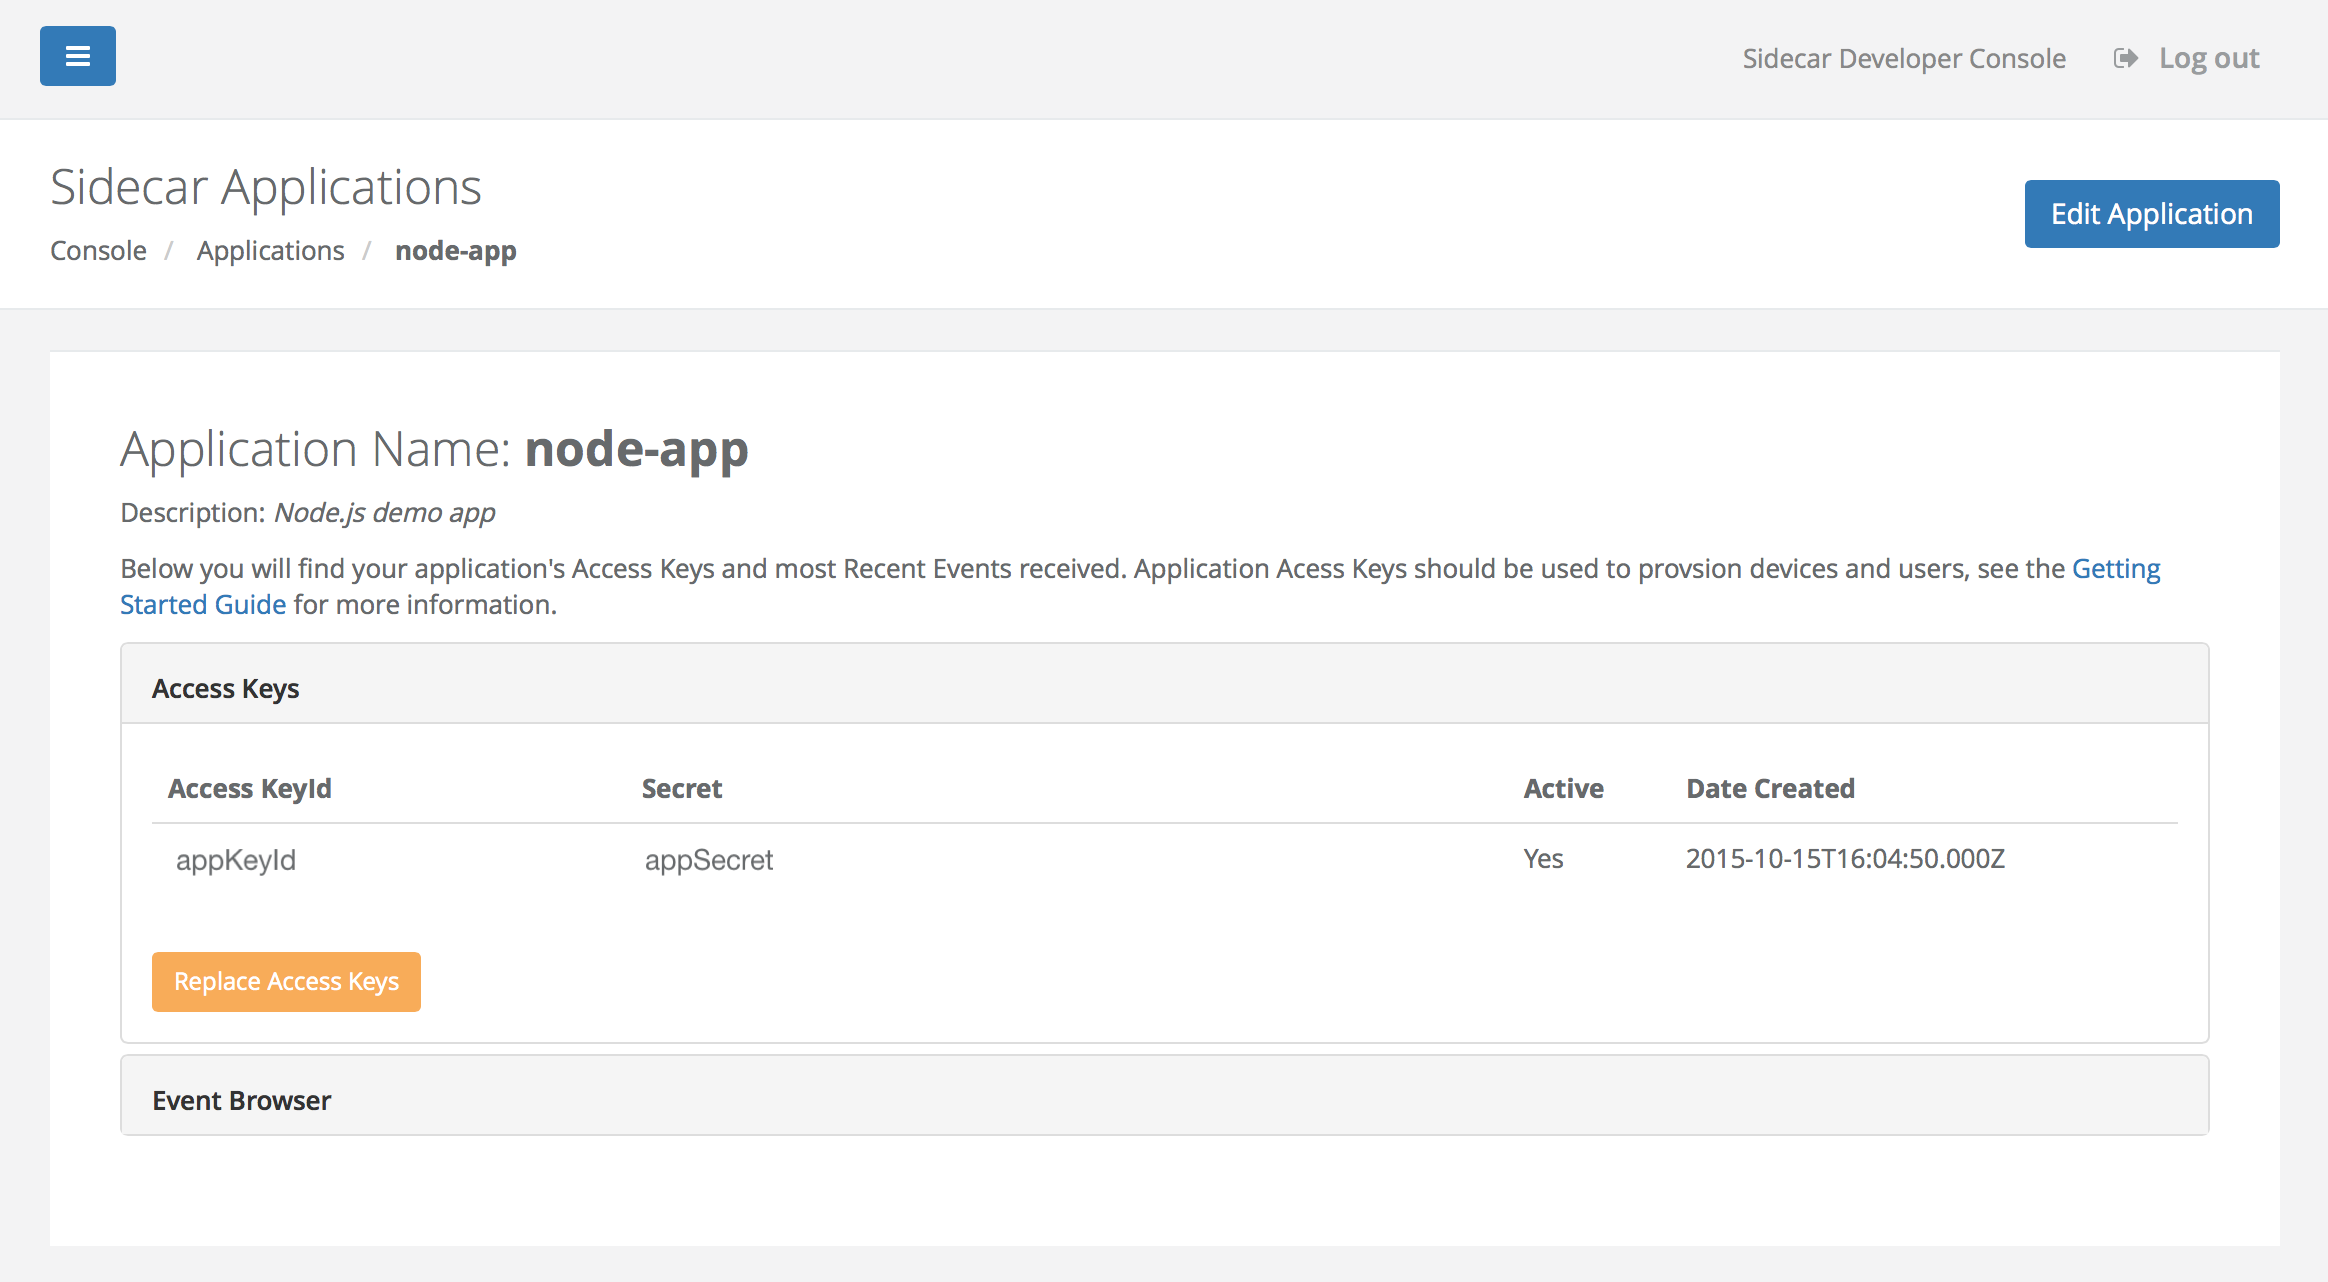 Sidecar Developer Console Log out
Sidecar Applications
Edit Application
Console / Applications / node-app
Application Name: node-app
Description: Node.js demo app
Below you will find your application's Access Keys and most Recent Events received. Application Acess Keys should be used to provsion devices and users, see the Getting
Started Guide for more information.
Access Keys
Access KeyId Secret Active Date Created
appKeyId appSecret Yes 2015-10-15T16:04:50.000Z
Replace Access Keys
Event Browser